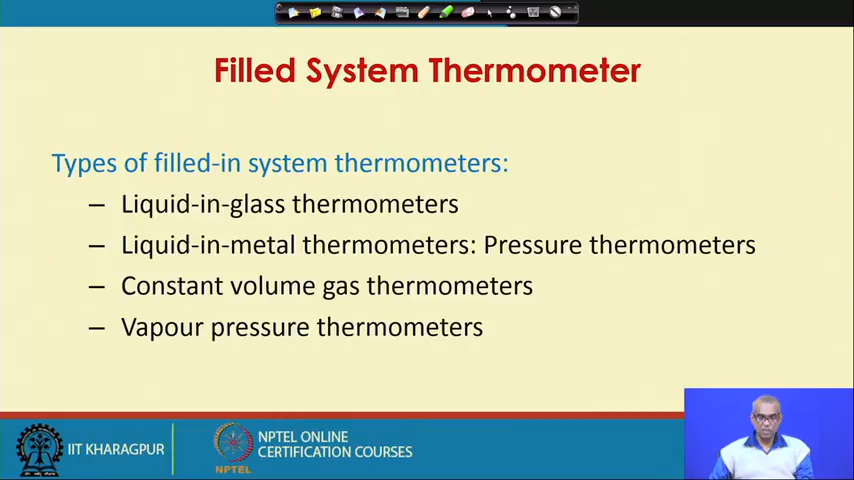 Filled System Thermometer
Types of filled-in system thermometers:
– Liquid-in-glass thermometers
– Liquid-in-metal thermometers: Pressure thermometers
– Constant volume gas thermometers
– Vapour pressure thermometers
IIT KHARAGPUR
NPTEL
NPTEL ONLINE
CERTIFICATION COURSES